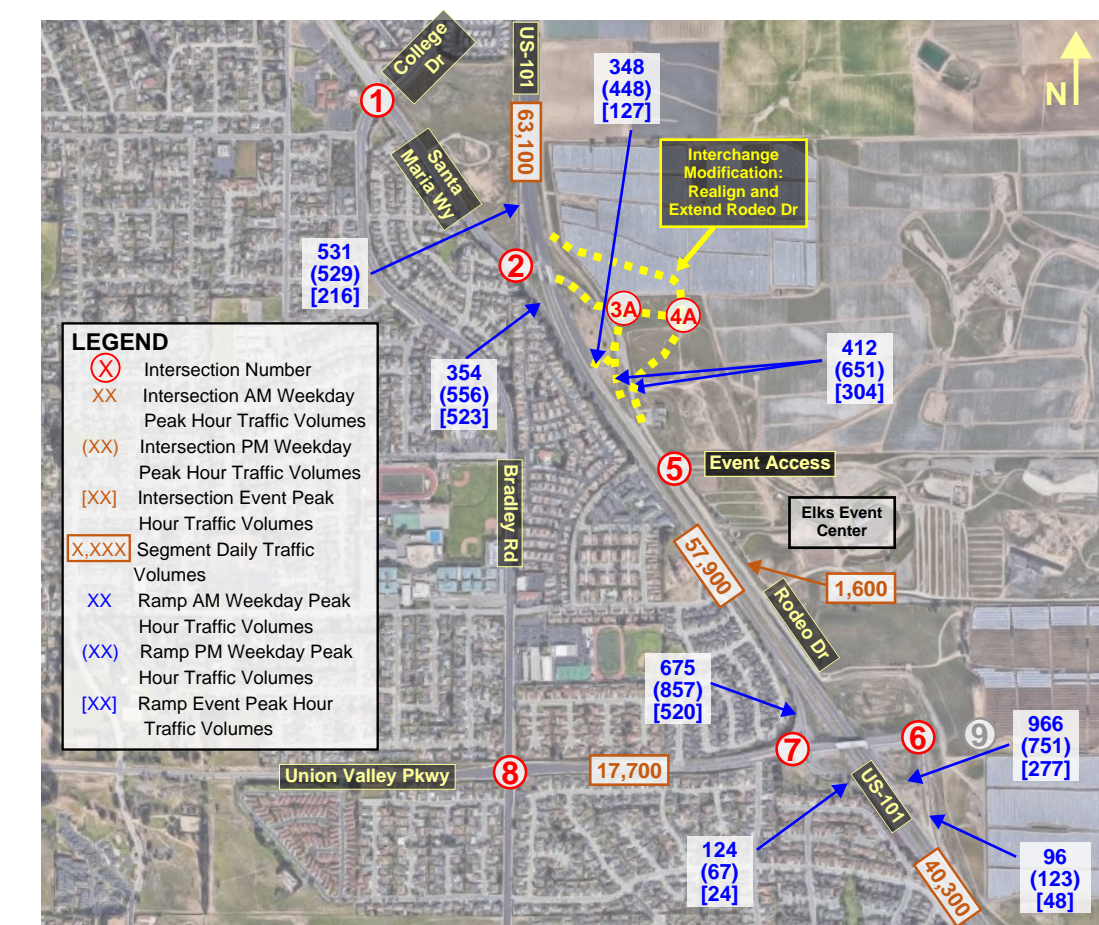 College
Dr
1
US-101
63,100
Santa
Maria Wy
348
(448)
[127]
N
Interchange
Modification:
Realign and
Extend Rodeo Dr
531
(529)
[216]
2
3A
4A
LEGEND
X Intersection Number
XX Intersection AM Weekday
Peak Hour Traffic Volumes
(XX) Intersection PM Weekday
Peak Hour Traffic Volumes
[XX] Intersection Event Peak
Hour Traffic Volumes
X,XXX Segment Daily Traffic
Volumes
XX Ramp AM Weekday Peak
Hour Traffic Volumes
(XX) Ramp PM Weekday Peak
Hour Traffic Volumes
[XX] Ramp Event Peak Hour
Traffic Volumes
354
(556)
[523]
412
(651)
[304]
5
Event Access
Bradley Rd
Elks Event
Center
57,900
1,600
Rodeo Dr
675
(857)
[520]
7
6
9
966
(751)
[277]
Union Valley Pkwy
8
17,700
US-101
124
(67)
[24]
96
(123)
[48]
40,300